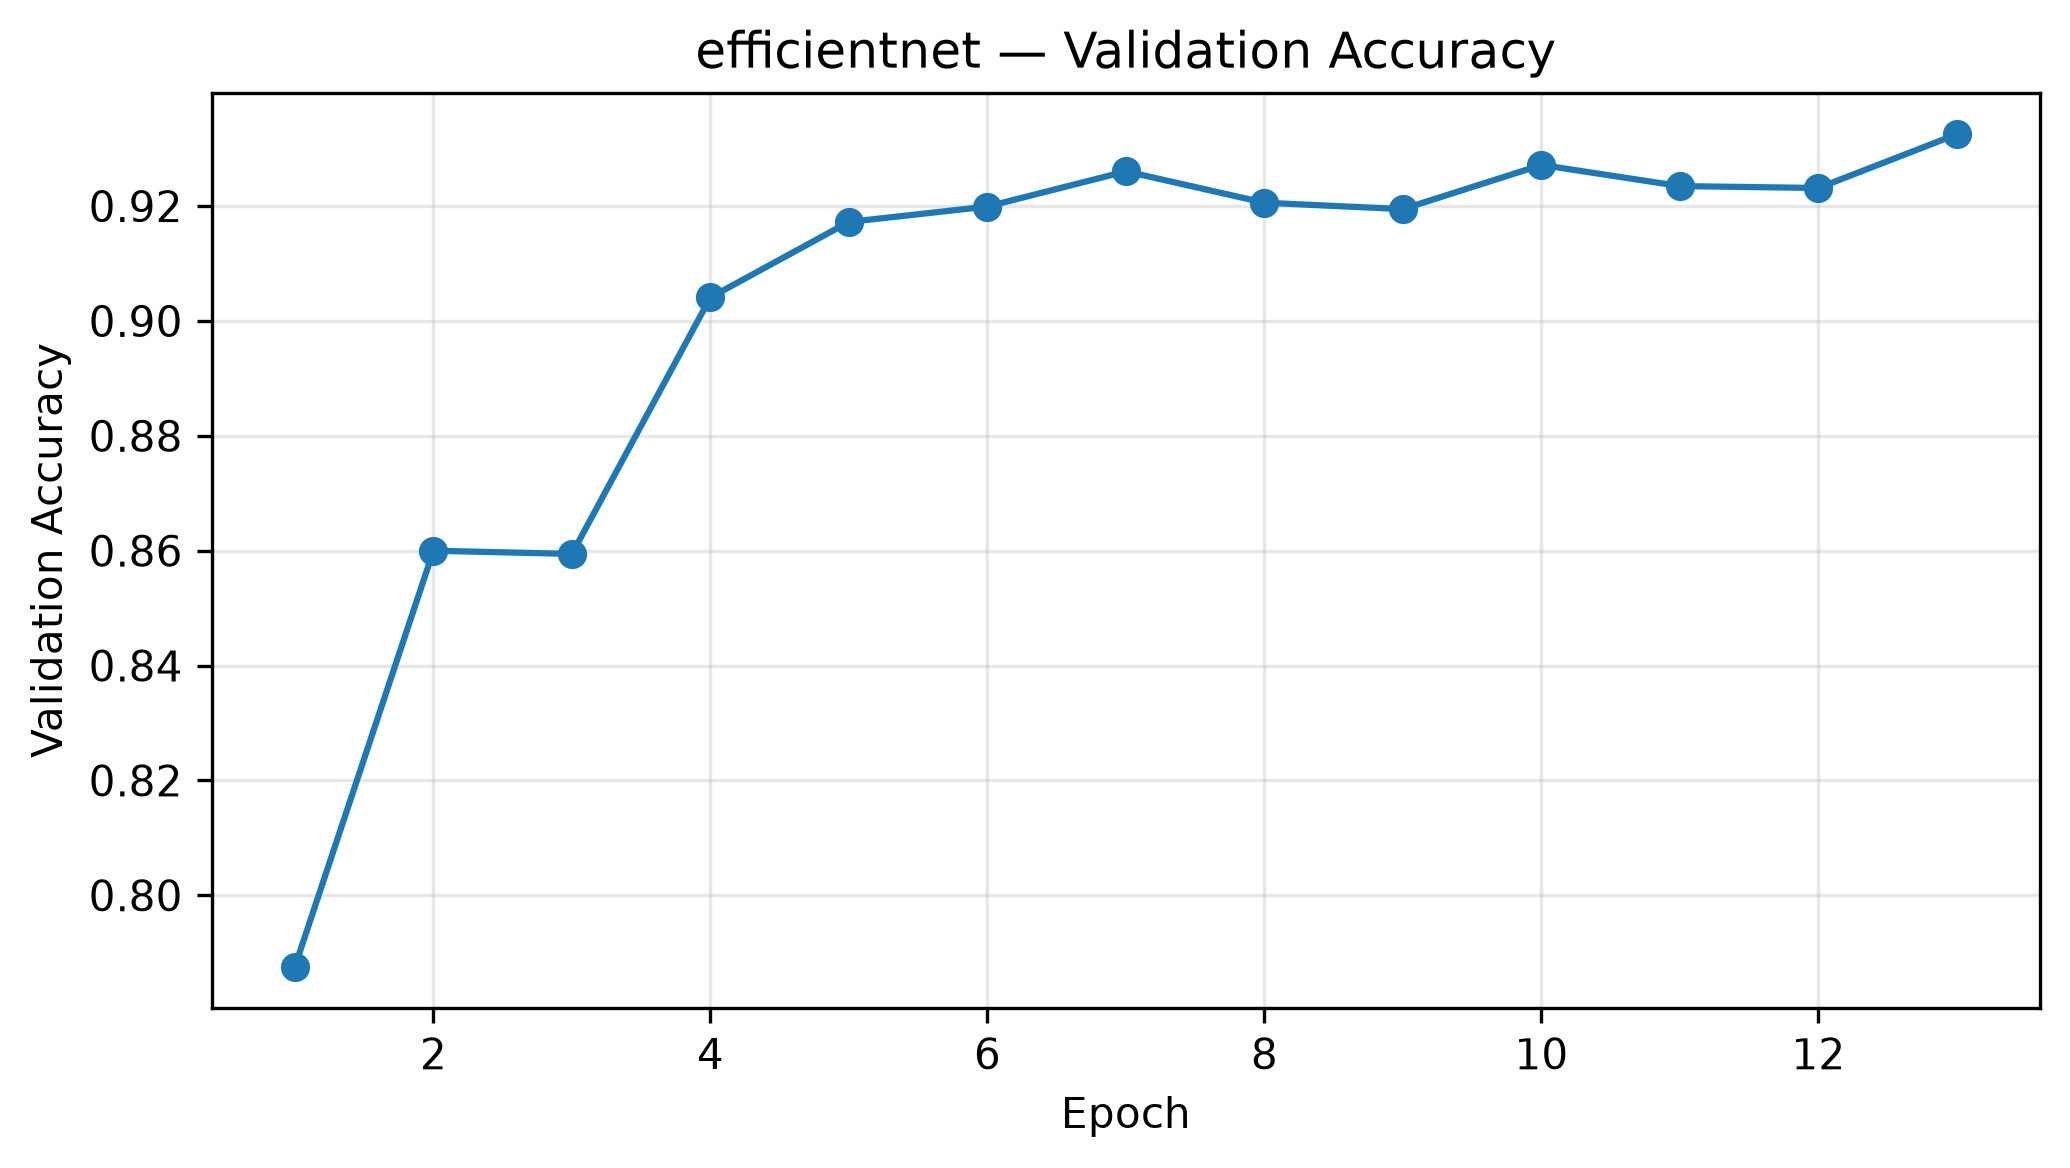 efficientnet — Validation Accuracy
Validation Accuracy
0.92
0.90
0.88
0.86
0.84
0.82
0.80
2 4 6 8 10 12
Epoch